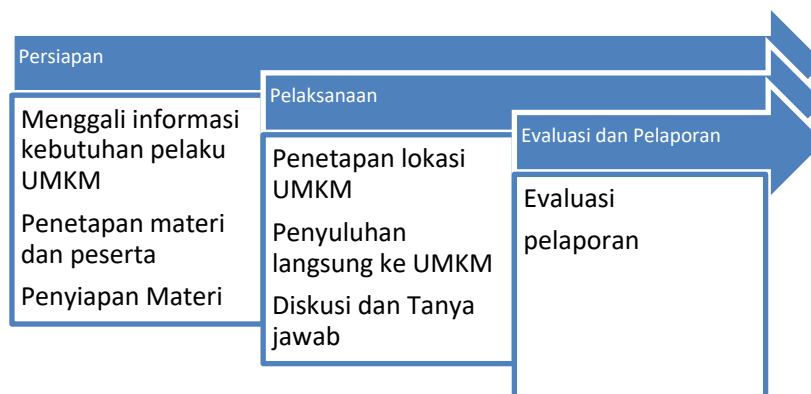 Persiapan
Menggali informasi
kebutuhan pelaku
UMKM
Penetapan materi
dan peserta
Penyiapan Materi
Pelaksanaan
Penetapan lokasi
UMKM
Penyuluhan
langsung ke UMKM
Diskusi dan Tanya
jawab
Evaluasi dan Pelaporan
Evaluasi
pelaporan